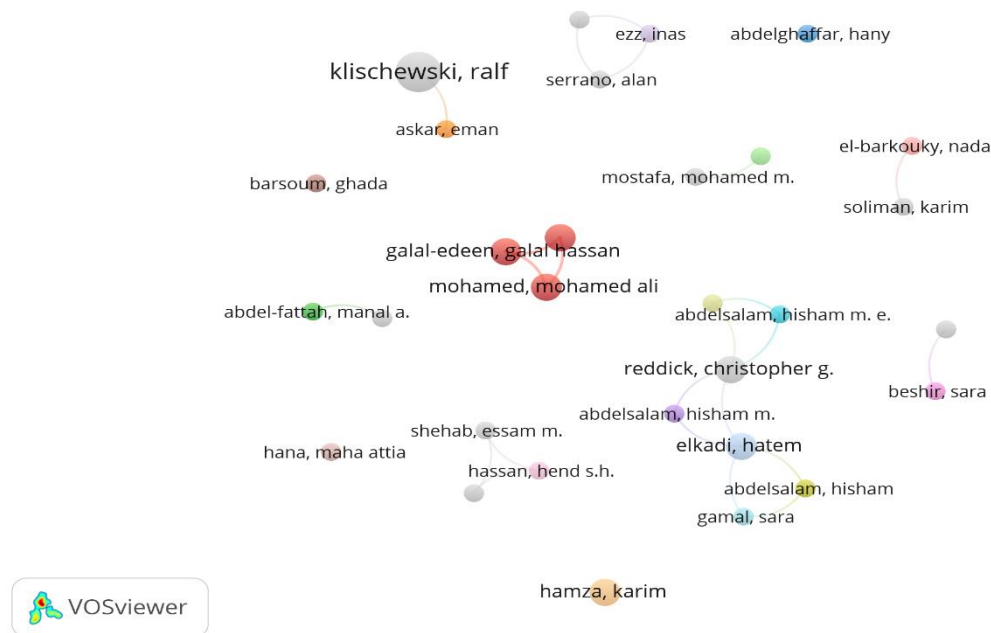 ezz, inas
abdelghaffar, hany
klischewski, ralf
serrano, alan
askar, eman
el-barkouky, nada
barsoum, ghada
mostafa, mohamed m.
soliman, karim
galal-edeen, galal hassan
mohamed, mohamed ali
abdel-fattah, manal a.
abdelsalam, hisham m. e.
reddick, christopher g.
beshir, sara
abdelsalam, hisham m.
shehab, essam m.
elkadi, hatem
hana, maha attia
hassan, hend s.h.
abdelsalam, hisham
gamal, sara
hamza, karim
VOSviewer